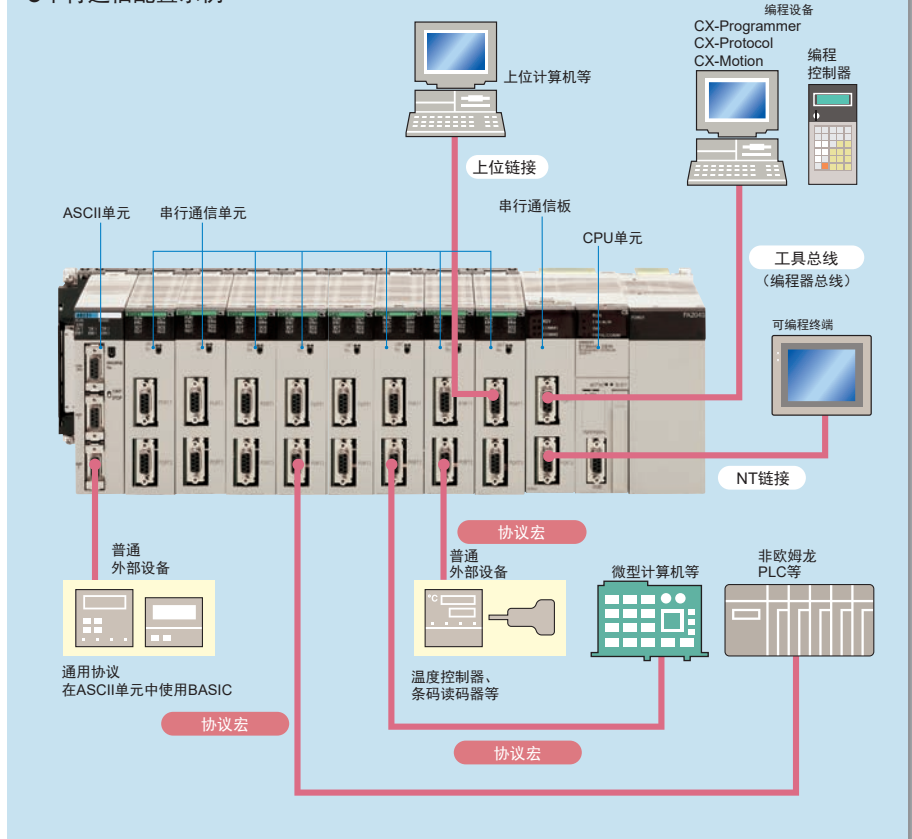 编程设备
CX-Programmer
CX-Protocol
CX-Motion
编程
控制器
上位计算机等
上位链接
ASCII单元
串行通信单元
串行通信板
CPU单元
工具总线
（编程器总线）
可编程终端
NT链接
协议宏
普通
外部设备
普通
外部设备
°C
微型计算机等
非欧姆龙
PLC等
通用协议
在ASCII单元中使用BASIC
温度控制器、
条码读码器等
协议宏
协议宏